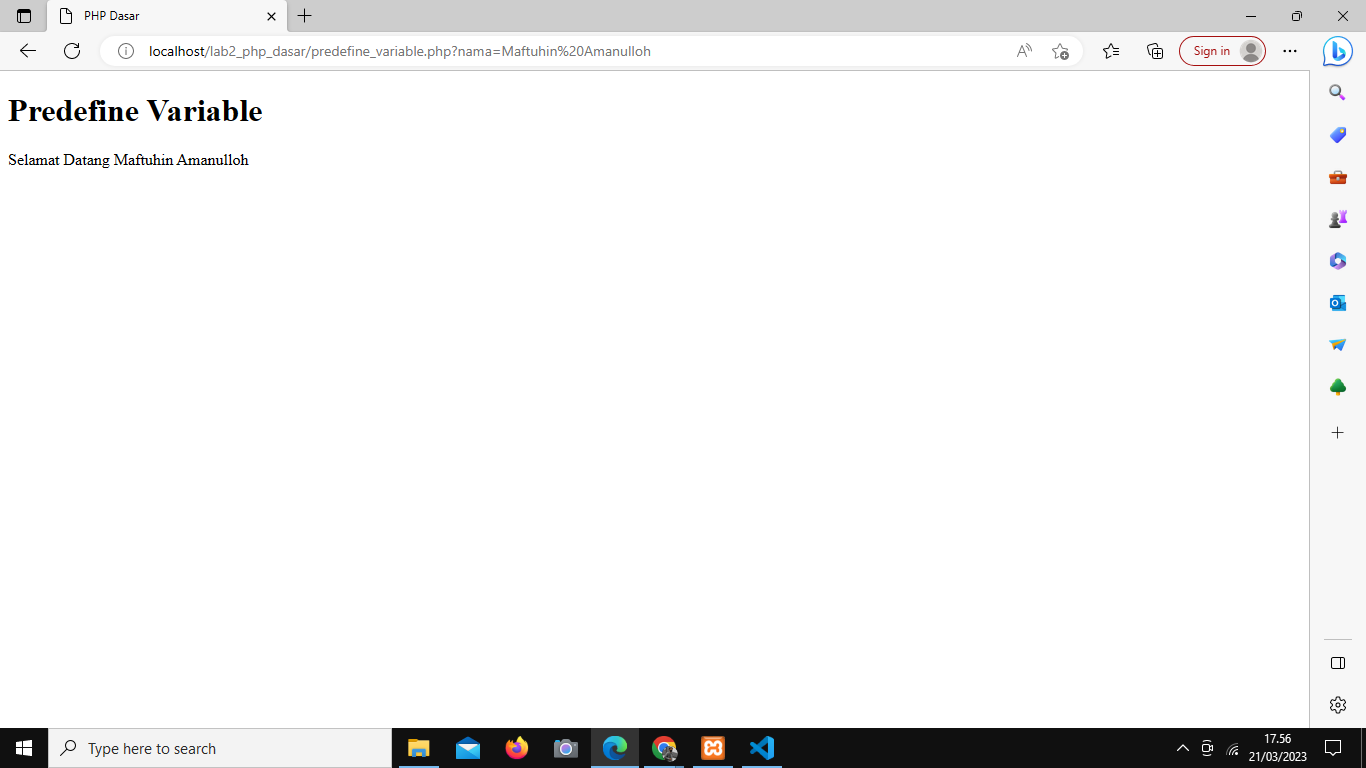 PHP Dasar
localhost/lab2_php_dasar/predefine_variable.php?nama=Maftuhin%20Amanulloh
Sign in
Predefine Variable
Selamat Datang Maftuhin Amanulloh
Type here to search
17.56
21/03/2023